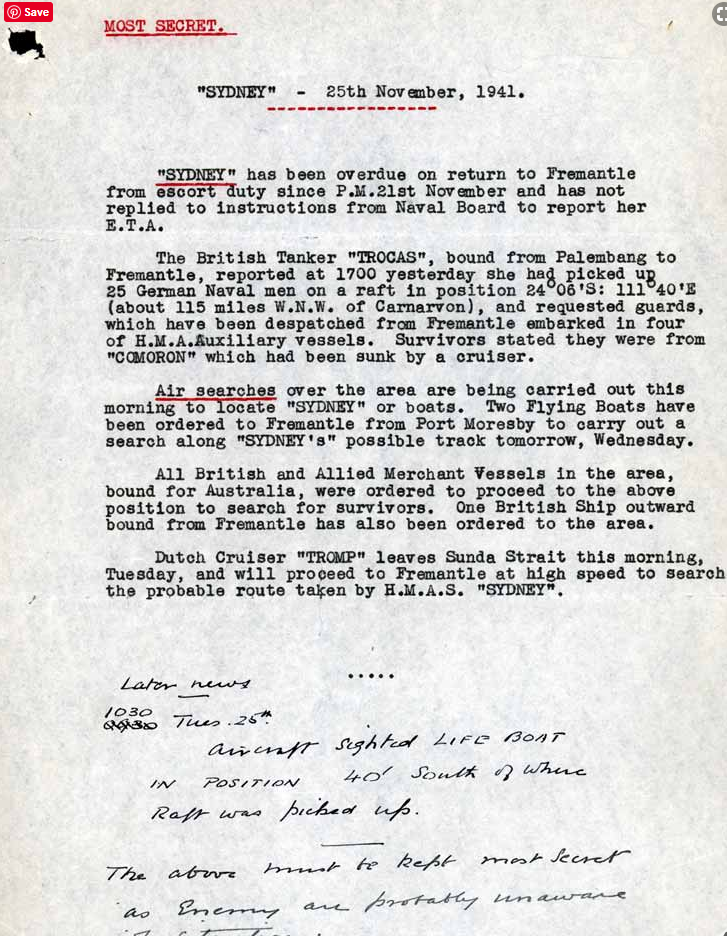 Save
MOST SECRET.
"SYDNEY" - 25th November, 1941.
"SYDNEY" has been overdue on return to Fremantle
from escort duty since P.M.21st November and has not
replied to instructions from Naval Board to report her
E.T.A.
The British Tanker "TROCAS", bound from Palembang to
Fremantle, reported at 1700 yesterday she had picked up
25 German Naval men on a raft in position 24°06'S: 111°40'E
(about 115 miles W.N.W. of Carnarvon), and requested guards,
which have been despatched from Fremantle embarked in four
of H.M.A.Auxiliary vessels. Survivors stated they were from
"COMORON" which had been sunk by a cruiser.
Air searches over the area are being carried out this
morning to locate "SYDNEY" or boats. Two Flying Boats have
been ordered to Fremantle from Port Moresby to carry out a
search along "SYDNEY's" possible track tomorrow, Wednesday.
All British and Allied Merchant Vessels in the area,
bound for Australia, were ordered to proceed to the above
position to search for survivors. One British Ship outward
bound from Fremantle has also been ordered to the area.
Dutch Cruiser "TROMP" leaves Sunda Strait this morning,
Tuesday, and will proceed to Fremantle at high speed to search
the probable route taken by H.M.A.S. "SYDNEY".
.....
Later news
1030
Tues. 25th
Aircraft sighted LIFE BOAT
IN POSITION 40' South of where
Raft was picked up.
The above must be kept most secret
as Enemy are probably unaware